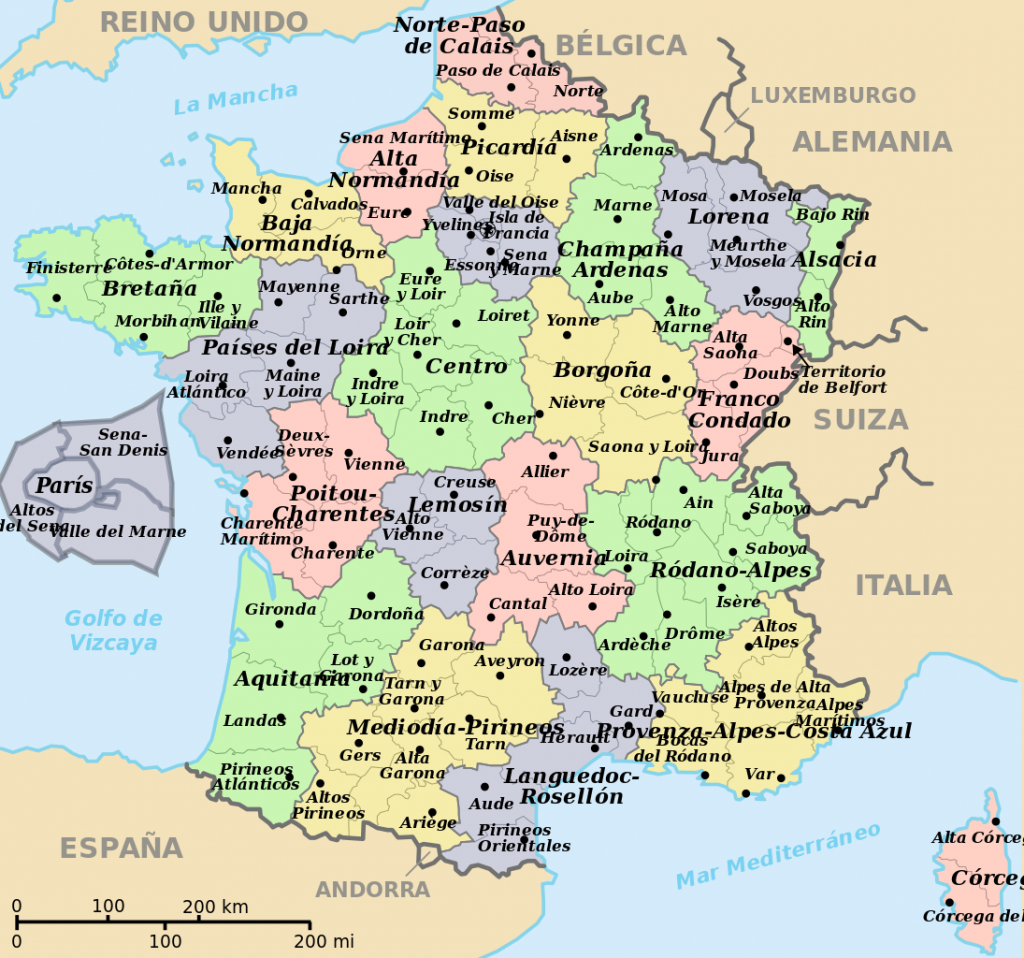 REINO UNIDO
Norte-Paso
de Calais
BÉLGICA
Paso de Calais
Norte
La Mancha
LUXEMBURGO
ALEMANIA
Somme
Sena Marítimo
Picardía
Aisne
Ardenas
Alta
Normandía
Oise
Mancha
Calvados
Eure
Valle del Oise
Isla de
Francia
Yvelines
Marne
Mosa
Mosela
Lorena
Bajo Rin
Baja
Normandía
Orne
Essonne
Sena
y Marne
Champaña
Ardenas
Meurthe
y Mosela
Alsacia
Finisterre
Côtes-d'Armor
Bretaña
Morbihan
Ille y
Vilaine
Mayenne
Sarthe
Eure
y Loir
Aube
Alto
Marne
Vosgos
Alto
Rin
Loiret
Loir
y Cher
Yonne
Alta
Saona
Países del Loira
Centro
Borgoña
Doubs
Territorio
de Belfort
Loira
Atlántico
Maine
y Loira
Indre
y Loira
Côte-d'Or
Franco
Condado
SUIZA
Indre
Cher
Nièvre
Sena-
San Denis
Vendée
Deux-
Sèvres
Vienne
Saona y Loira
Jura
París
Allier
Altos
del Sena
Valle del Marne
Poitou-
Charentes
Creuse
Lemosín
Alto
Vienne
Ain
Alta
Saboya
Charente
Marítimo
Charente
Puy-de-
Dôme
Auvernia
Ródano
Loira
Saboya
Ródano-Alpes
Corrèze
ITALIA
Golfo de
Vizcaya
Gironda
Dordoña
Cantal
Alto Loira
Isère
Ardèche
Drôme
Altos
Alpes
Garona
Aveyron
Lozère
Lot y
Garona
Aquitania
Tarn y
Garona
Landas
Mediodía-Pirineos
Gard
Vaucluse
Alpes de Alta
Provenza
Alpes
Marítimos
Provenza-Alpes-Costa Azul
Gers
Alta
Garona
Tarn
Herault
Bocas
del Ródano
Var
Pirineos
Atlánticos
Altos
Pirineos
Languedoc-
Rosellón
Ariège
Aude
Pirineos
Orientales
ESPAÑA
ANDORRA
Mar Mediterráneo
Alta Córceg
Córceg
Córcega del
0 100 200 km
0 100 200 mi